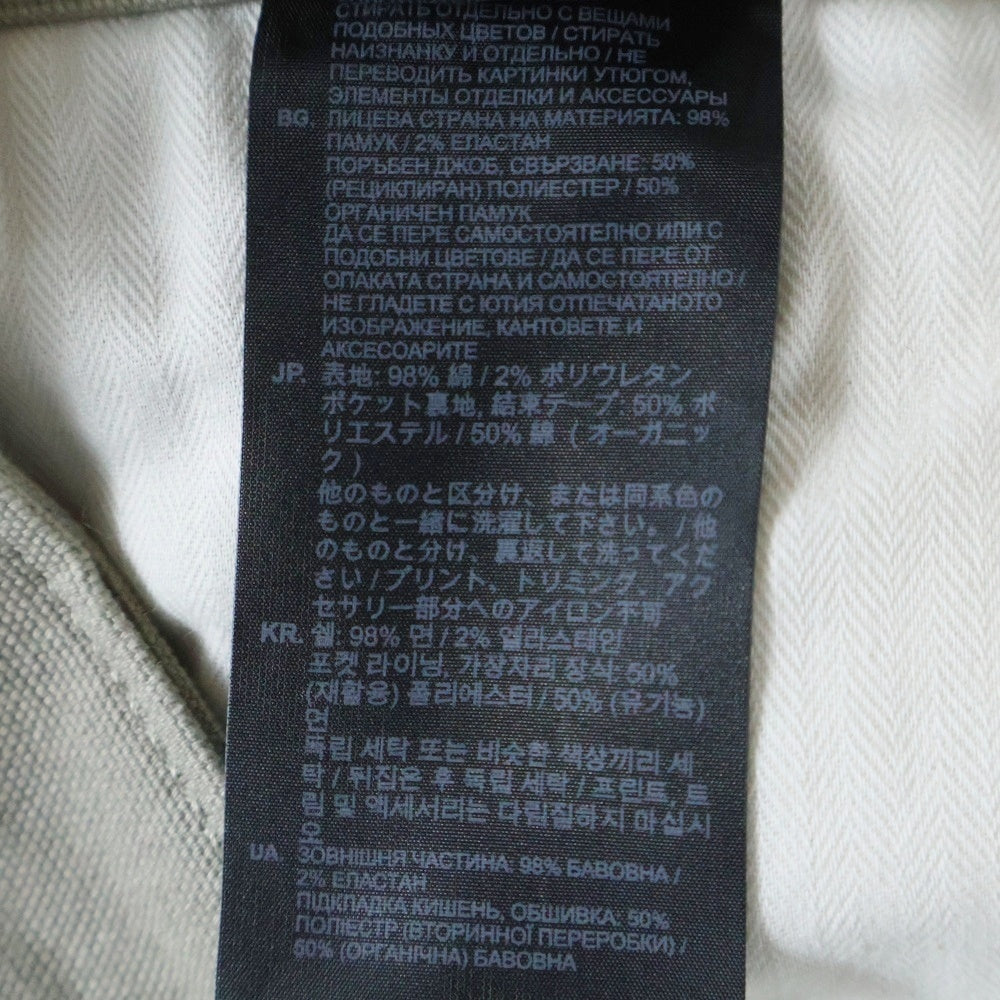 СТИРАТЬ ОТДЕЛЬНО С ВЕЩАМИ
ПОДОБНЫХ ЦВЕТОВ / СТИРАТЬ
НАИЗНАНКУ И ОТДЕЛЬНО / НЕ
ПЕРЕВОДИТЬ КАРТИНКИ УТЮГОМ,
ЭЛЕМЕНТЫ ОТДЕЛКИ И АКСЕССУАРЫ
BG. ЛИЦЕВА СТРАНА НА МАТЕРИЯТА: 98%
ПАМУК / 2% ЕЛАСТАН
ПОРЪБЕН ДЖОБ, СВЪРЗВАНЕ: 50%
(РЕЦИКЛИРАН) ПОЛИЕСТЕР / 50%
ОРГАНИЧЕН ПАМУК
ДА СЕ ПЕРЕ САМОСТОЯТЕЛНО ИЛИ С
ПОДОБНИ ЦВЕТОВЕ / ДА СЕ ПЕРЕ ОТ
ОПАКАТА СТРАНА И САМОСТОЯТЕЛНО /
НЕ ГЛАДЕТЕ С ЮТИЯ ОТПЕЧАТАНОТО
ИЗОБРАЖЕНИЕ, КАНТОВЕТЕ И
АКСЕСОАРИТЕ
JP. 表地: 98% 綿 / 2% ポリウレタン
ポケット裏地, 結束テープ: 50% ポ
リエステル / 50% 綿 ( オーガニッ
ク )
他のものと区分け、または同系色の
ものと一緒に洗濯して下さい。 / 他
のものと分け、裏返して洗ってくだ
さい / プリント、トリミング、アク
セサリー部分へのアイロン不可
KR. 쉘: 98% 면 / 2% 엘라스테인
포켓 라이닝, 가장자리 장식: 50%
(재활용) 폴리에스터 / 50% (유기농)
면
독립 세탁 또는 비슷한 색상끼리 세
탁 / 뒤집은 후 독립 세탁 / 프린트, 트
림 및 액세서리는 다림질하지 마십시
오
UA. ЗОВНІШНЯ ЧАСТИНА: 98% БАВОВНА /
2% ЕЛАСТАН
ПІДКЛАДКА КИШЕНЬ, ОБШИВКА: 50%
ПОЛІЕСТР (ВТОРИННОЇ ПЕРЕРОБКИ) /
50% (ОРГАНІЧНА) БАВОВНА